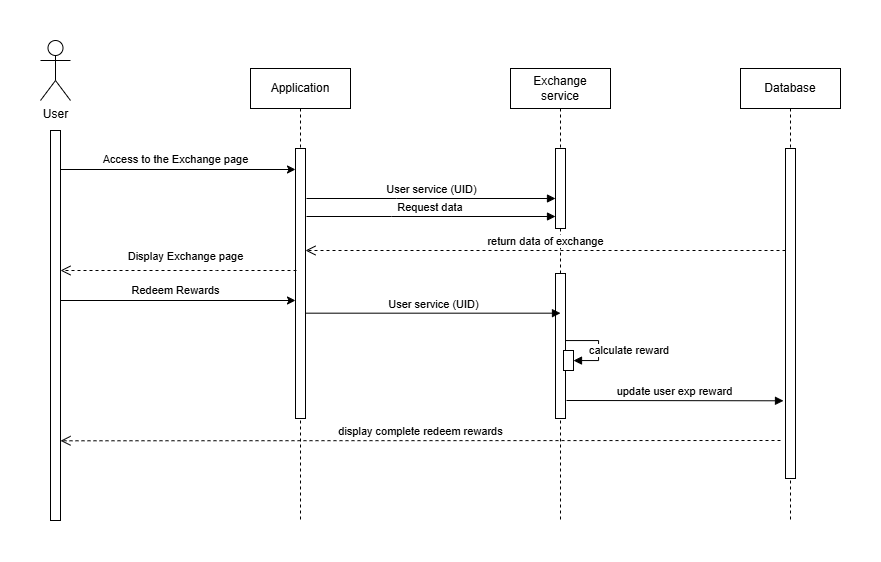 User
Application
Exchange
service
Database
Access to the Exchange page
User service (UID)
Request data
return data of exchange
Display Exchange page
Redeem Rewards
User service (UID)
calculate reward
update user exp reward
display complete redeem rewards